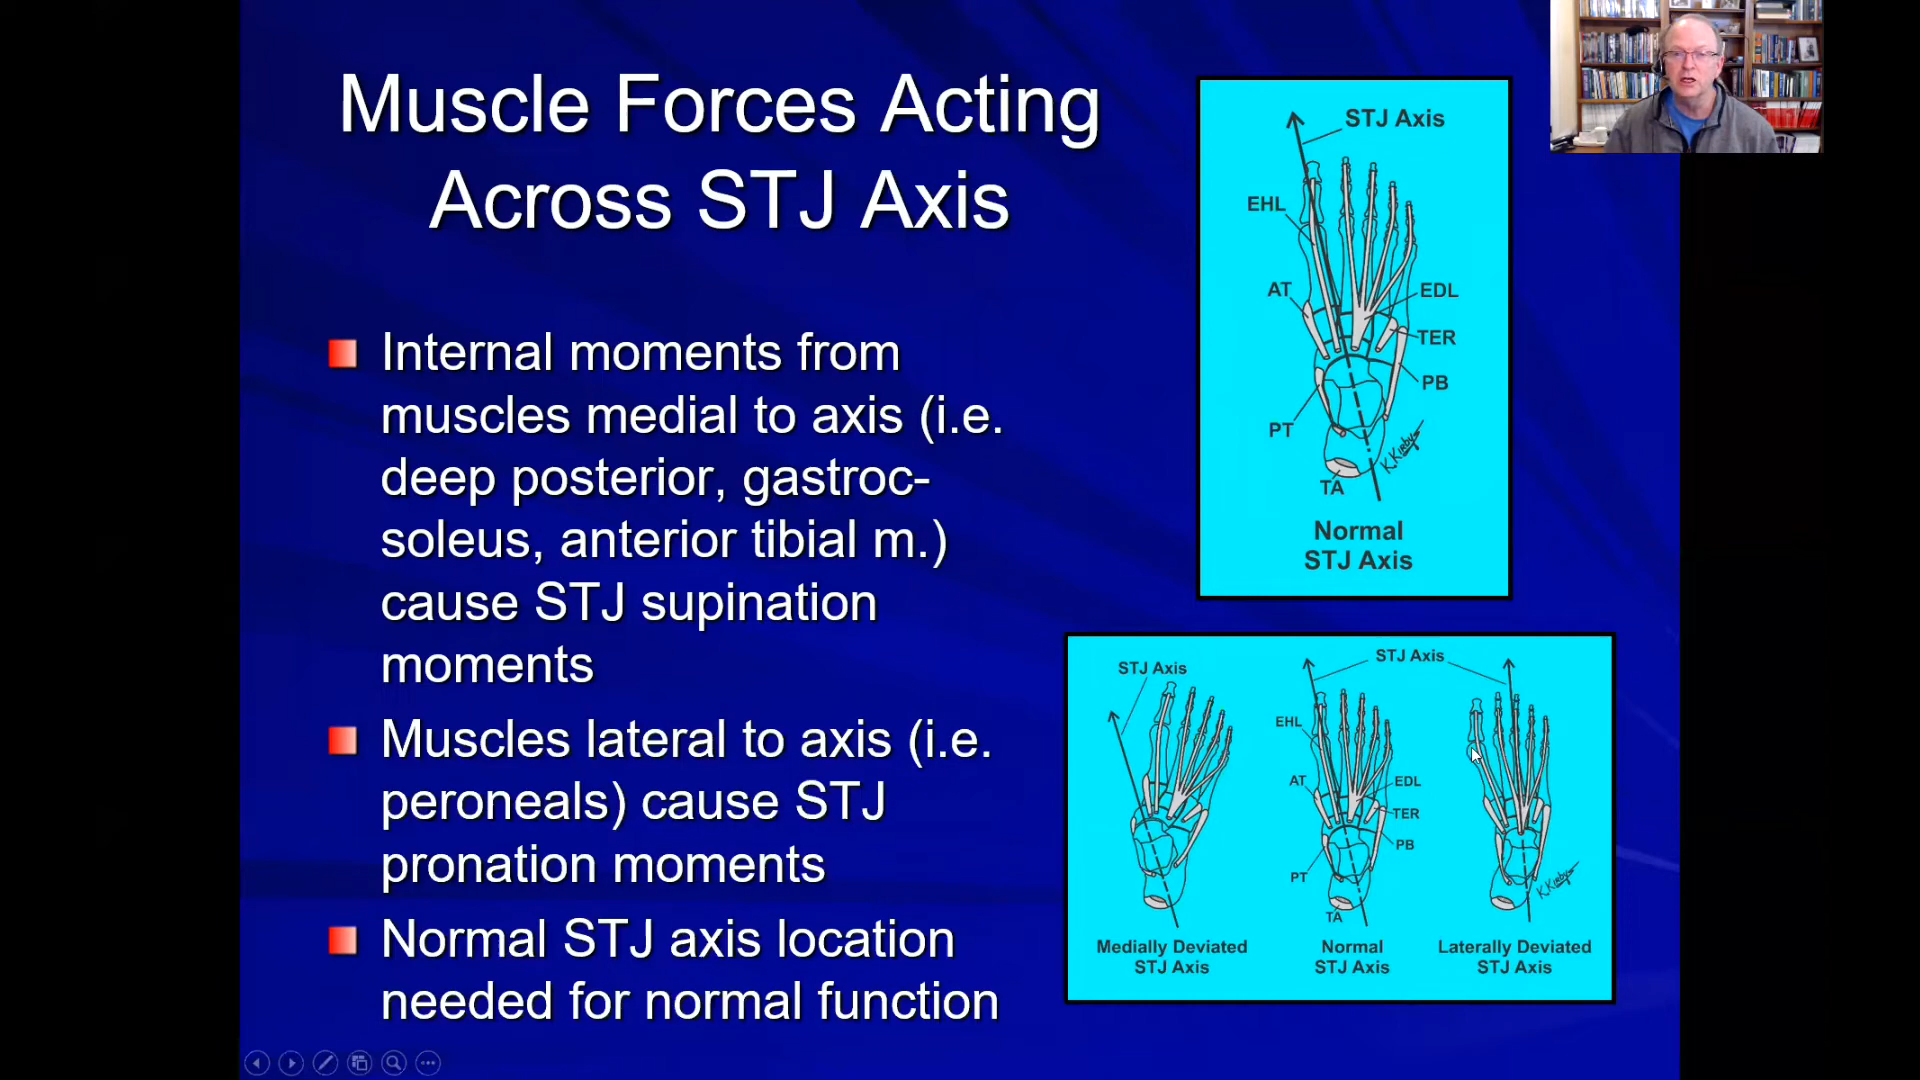 Muscle Forces Acting
Across STJ Axis
Internal moments from
muscles medial to axis (i.e.
deep posterior, gastroc-
soleus, anterior tibial m.)
cause STJ supination
moments
Muscles lateral to axis (i.e.
peroneals) cause STJ
pronation moments
Normal STJ axis location
needed for normal function
STJ Axis
EHL
AT
EDL
TER
PB
PT
K.Kirby
TA
Normal
STJ Axis
STJ Axis
STJ Axis
EHL
AT
EDL
TER
PB
PT
K.Kirby
TA
Medially Deviated
STJ Axis
Normal
STJ Axis
Laterally Deviated
STJ Axis